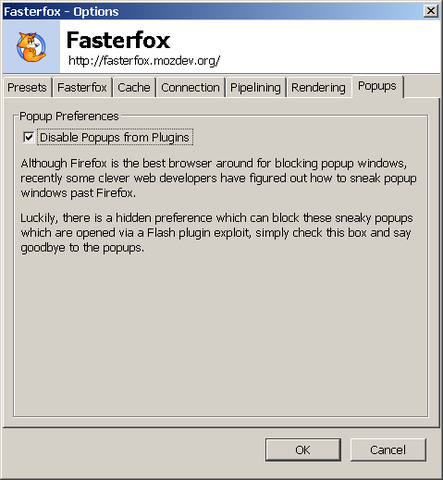 Fasterfox - Options
Fasterfox
http://fasterfox.mozdev.org/
Presets Fasterfox Cache Connection Pipelining Rendering Popups
Popup Preferences
Disable Popups from Plugins
Although Firefox is the best browser around for blocking popup windows,
recently some clever web developers have figured out how to sneak popup
windows past Firefox.
Luckily, there is a hidden preference which can block these sneaky popups
which are opened via a Flash plugin exploit, simply check this box and say
goodbye to the popups.
OK Cancel